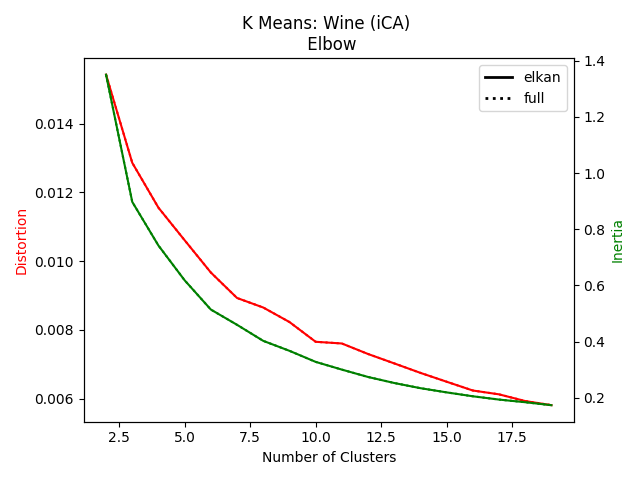 K Means: Wine (iCA)
Elbow
elkan
full
0.014
0.012
0.010
0.008
0.006
Distortion
1.4
1.2
1.0
0.8
0.6
0.4
0.2
Inertia
2.5 5.0 7.5 10.0 12.5 15.0 17.5
Number of Clusters